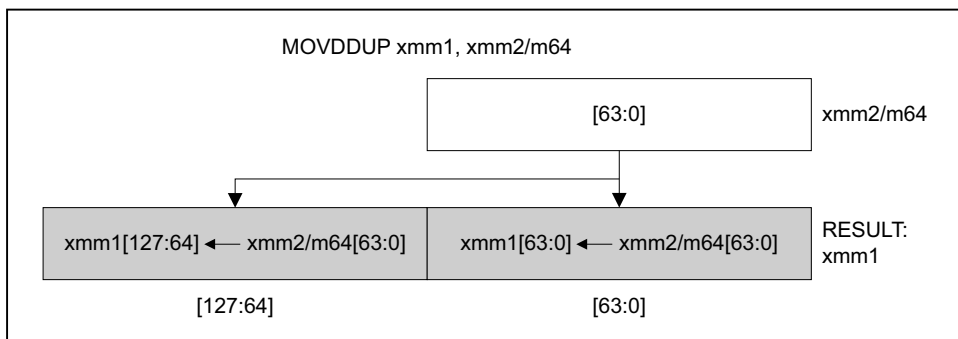 MOVDDUP xmm1, xmm2/m64
[63:0]
xmm2/m64
xmm1[127:64] ← xmm2/m64[63:0]
xmm1[63:0] ← xmm2/m64[63:0]
RESULT:
xmm1
[127:64]
[63:0]